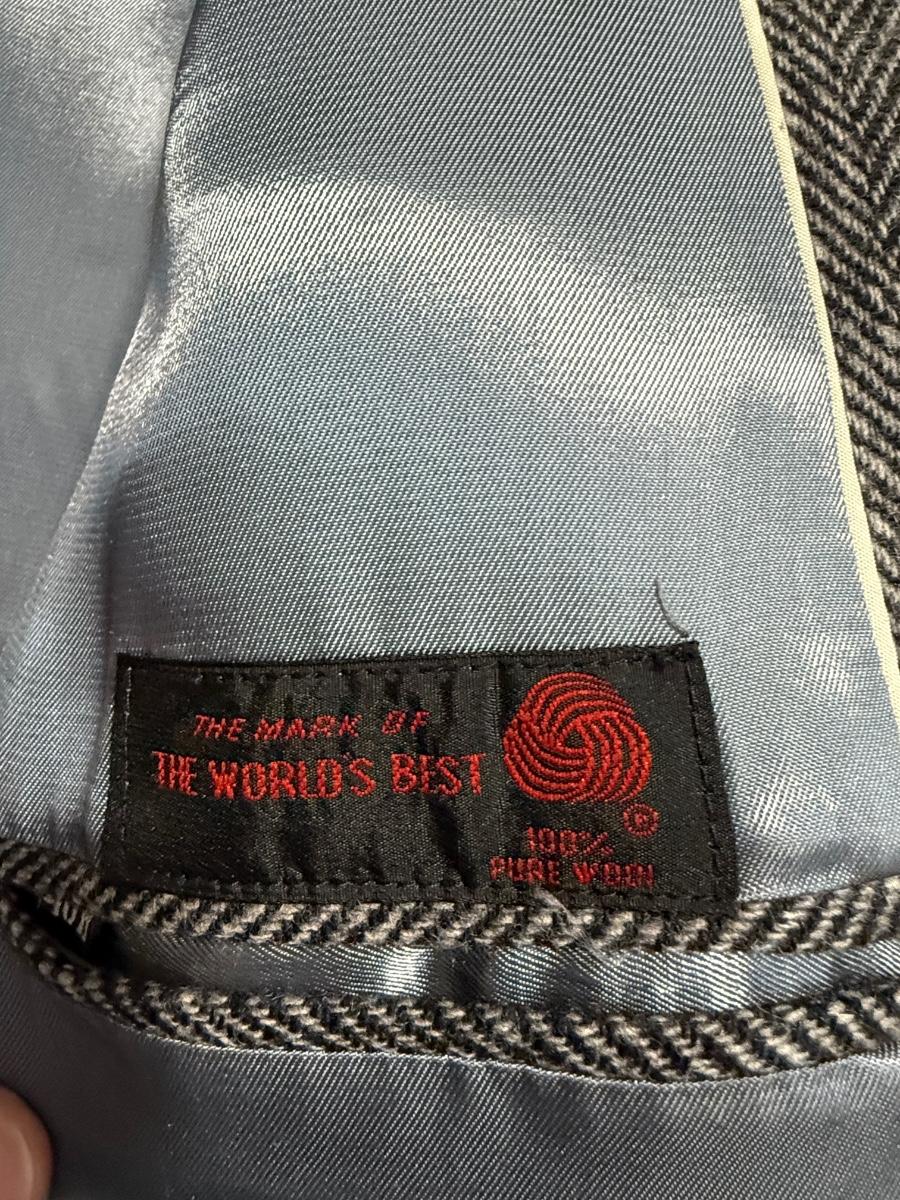 THE MARK OF
THE WORLD'S BEST
®
100%
PURE WOOL